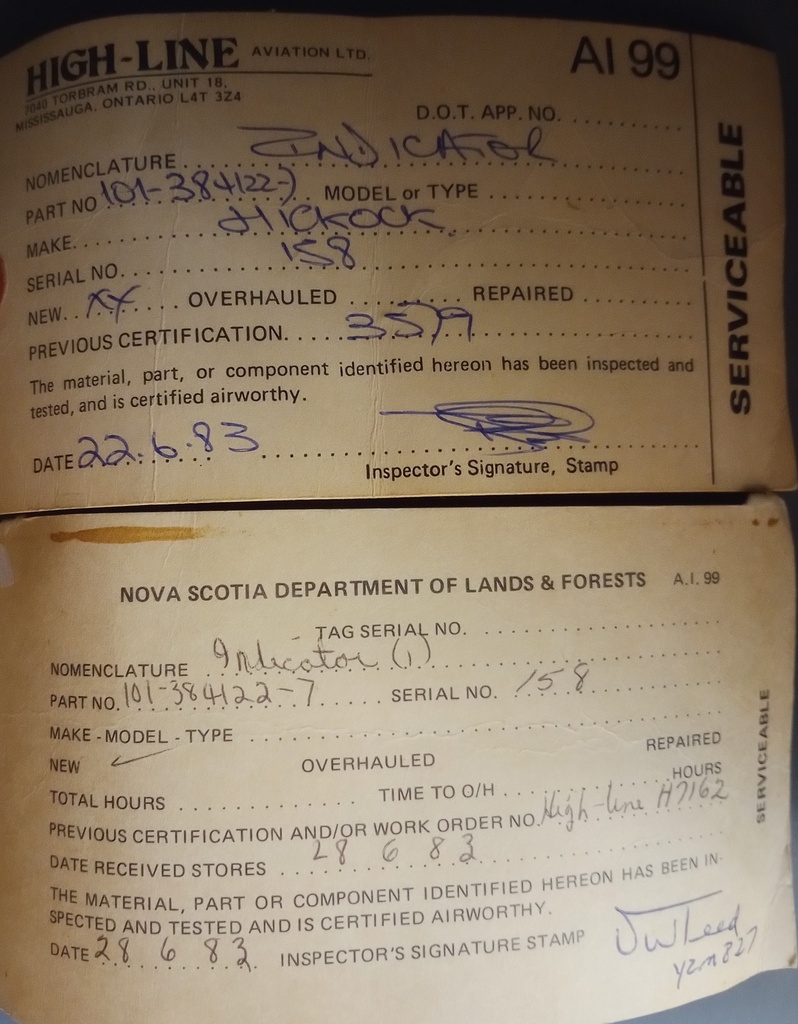 HIGH-LINE AVIATION LTD. AI 99
7040 TORBRAM RD., UNIT 18,
MISSISSAUGA, ONTARIO L4T 3Z4
D.O.T. APP. NO.
NOMENCLATURE INDICATOR
PART NO 101-384122-7 MODEL or TYPE
MAKE HICKOCK
SERIAL NO. 158
NEW XX OVERHAULED REPAIRED
PREVIOUS CERTIFICATION
The material, part, or component identified hereon has been inspected and
tested, and is certified airworthy.
DATE 22.6.83
Inspector's Signature, Stamp
SERVICEABLE
NOVA SCOTIA DEPARTMENT OF LANDS & FORESTS A.I. 99
TAG SERIAL NO.
NOMENCLATURE Indicator (1)
PART NO. 101-384122-7 SERIAL NO. 158
MAKE - MODEL - TYPE
NEW ✓ OVERHAULED REPAIRED
TOTAL HOURS TIME TO O/H HOURS
PREVIOUS CERTIFICATION AND/OR WORK ORDER NO. High-line H7162
DATE RECEIVED STORES 28 6 83
THE MATERIAL, PART OR COMPONENT IDENTIFIED HEREON HAS BEEN IN-
SPECTED AND TESTED AND IS CERTIFIED AIRWORTHY.
DATE 28 6 83 INSPECTOR'S SIGNATURE STAMP
SERVICEABLE